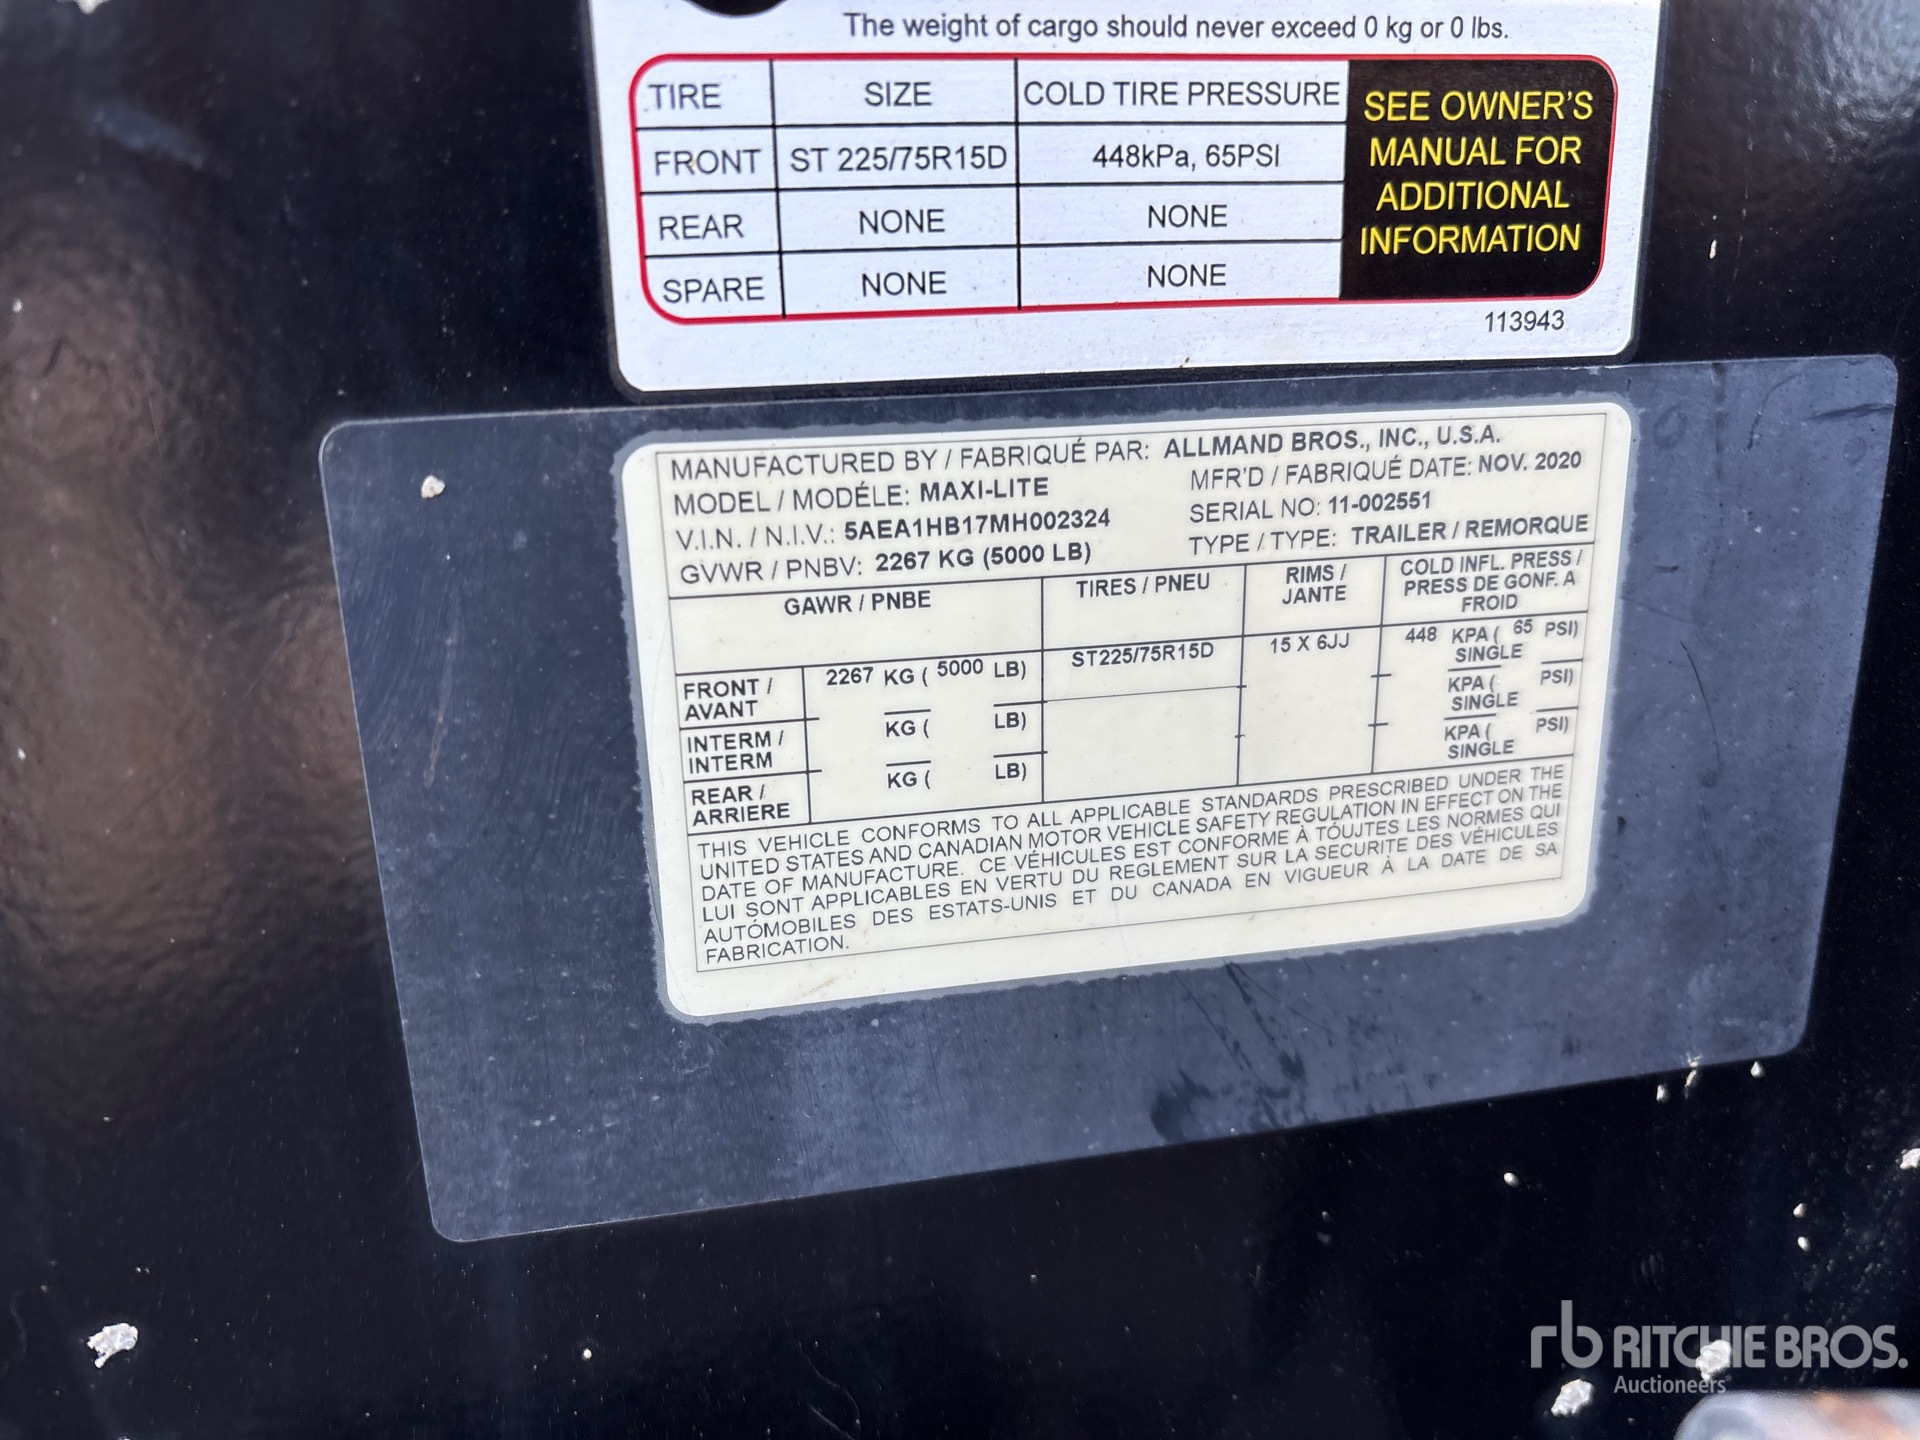 The weight of cargo should never exceed 0 kg or 0 lbs.
TIRE SIZE COLD TIRE PRESSURE
FRONT ST 225/75R15D 448kPa, 65PSI
REAR NONE NONE
SPARE NONE NONE
SEE OWNER'S
MANUAL FOR
ADDITIONAL
INFORMATION
113943
MANUFACTURED BY / FABRIQUÉ PAR: ALLMAND BROS., INC., U.S.A.
MODEL / MODÉLE: MAXI-LITE MFR'D / FABRIQUÉ DATE: NOV. 2020
V.I.N. / N.I.V.: 5AEA1HB17MH002324 SERIAL NO: 11-002551
GVWR / PNBV: 2267 KG (5000 LB) TYPE / TYPE: TRAILER / REMORQUE
GAWR / PNBE TIRES / PNEU RIMS / JANTE COLD INFL. PRESS / PRESS DE GONF. A FROID
FRONT / AVANT 2267 KG ( 5000 LB) ST225/75R15D 15 X 6JJ 448 KPA ( 65 PSI) SINGLE
INTERM / INTERM KG ( LB) KPA ( PSI) SINGLE
REAR / ARRIERE KG ( LB) KPA ( PSI) SINGLE
THIS VEHICLE CONFORMS TO ALL APPLICABLE STANDARDS PRESCRIBED UNDER THE
UNITED STATES AND CANADIAN MOTOR VEHICLE SAFETY REGULATION IN EFFECT ON THE
DATE OF MANUFACTURE. CE VÉHICULES EST CONFORME À TÓUJTES LES NORMES QUI
LUI SONT APPLICABLES EN VERTU DU REGLEMENT SUR LA SECURITE DES VÉHICULES
AUTÓMOBILES DES ESTATS-UNIS ET DU CANADA EN VIGUEUR À LA DATE DE SA
FABRICATION.
rb RITCHIE BROS.
Auctioneers